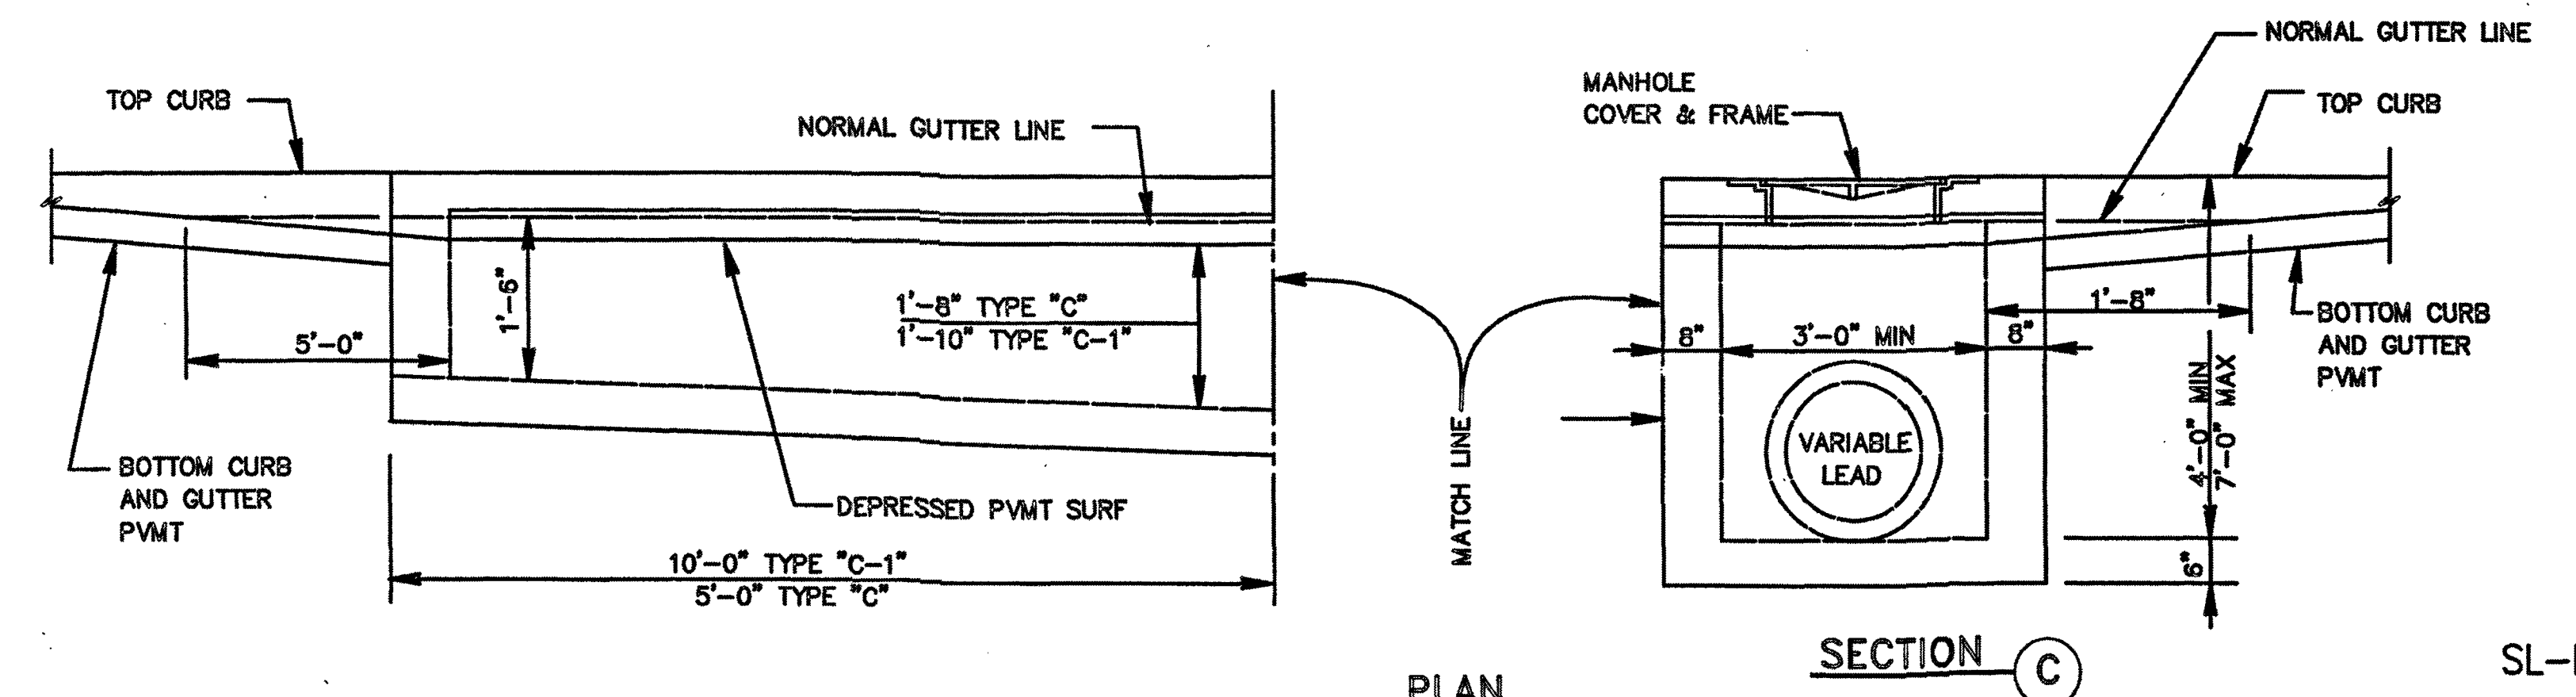 TOP CURB
NORMAL GUTTER LINE
1'-6"
5'-0"
1'-8" TYPE "C"
1'-10" TYPE "C-1"
BOTTOM CURB
AND GUTTER
PVMT
DEPRESSED PVMT SURF
10'-0" TYPE "C-1"
5'-0" TYPE "C"
MATCH LINE
MANHOLE
COVER & FRAME
NORMAL GUTTER LINE
TOP CURB
1'-8"
8"
3'-0" MIN
8"
BOTTOM CURB
AND GUTTER
PVMT
4'-0" MIN
7'-0" MAX
VARIABLE
LEAD
6"
SECTION C
PLAN